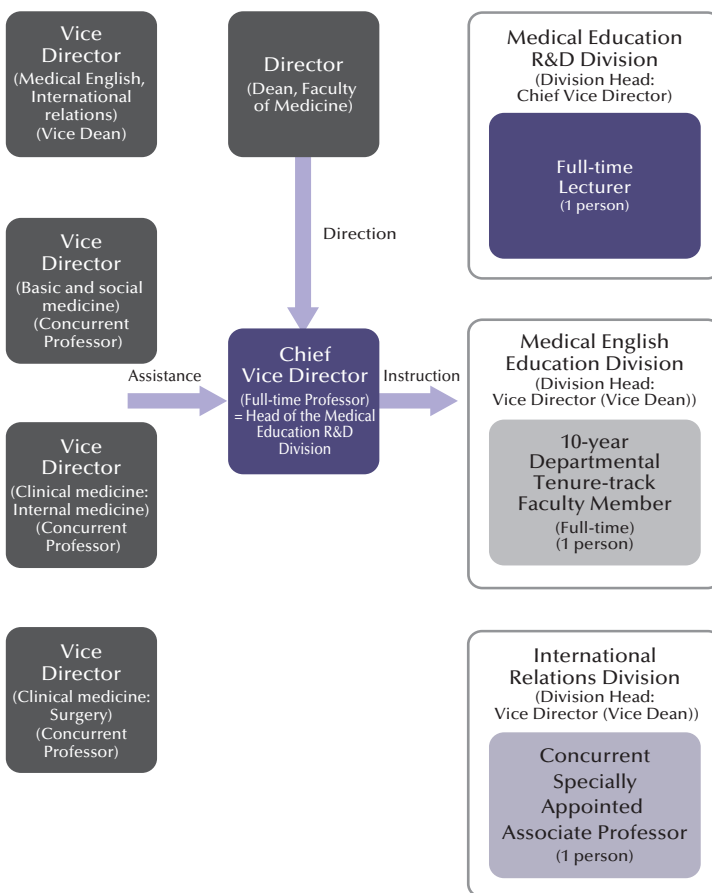 Vice
Director
(Medical English,
International
relations)
(Vice Dean)
Director
(Dean, Faculty
of Medicine)
Medical Education
R&D Division
(Division Head:
Chief Vice Director)
Full-time
Lecturer
(1 person)
Direction
Vice
Director
(Basic and social
medicine)
(Concurrent
Professor)
Assistance
Chief
Vice Director
(Full-time Professor)
= Head of the Medical
Education R&D
Division
Instruction
Medical English
Education Division
(Division Head:
Vice Director (Vice Dean))
10-year
Departmental
Tenure-track
Faculty Member
(Full-time)
(1 person)
Vice
Director
(Clinical medicine:
Internal medicine)
(Concurrent
Professor)
Vice
Director
(Clinical medicine:
Surgery)
(Concurrent
Professor)
International
Relations Division
(Division Head:
Vice Director (Vice Dean))
Concurrent
Specially
Appointed
Associate Professor
(1 person)